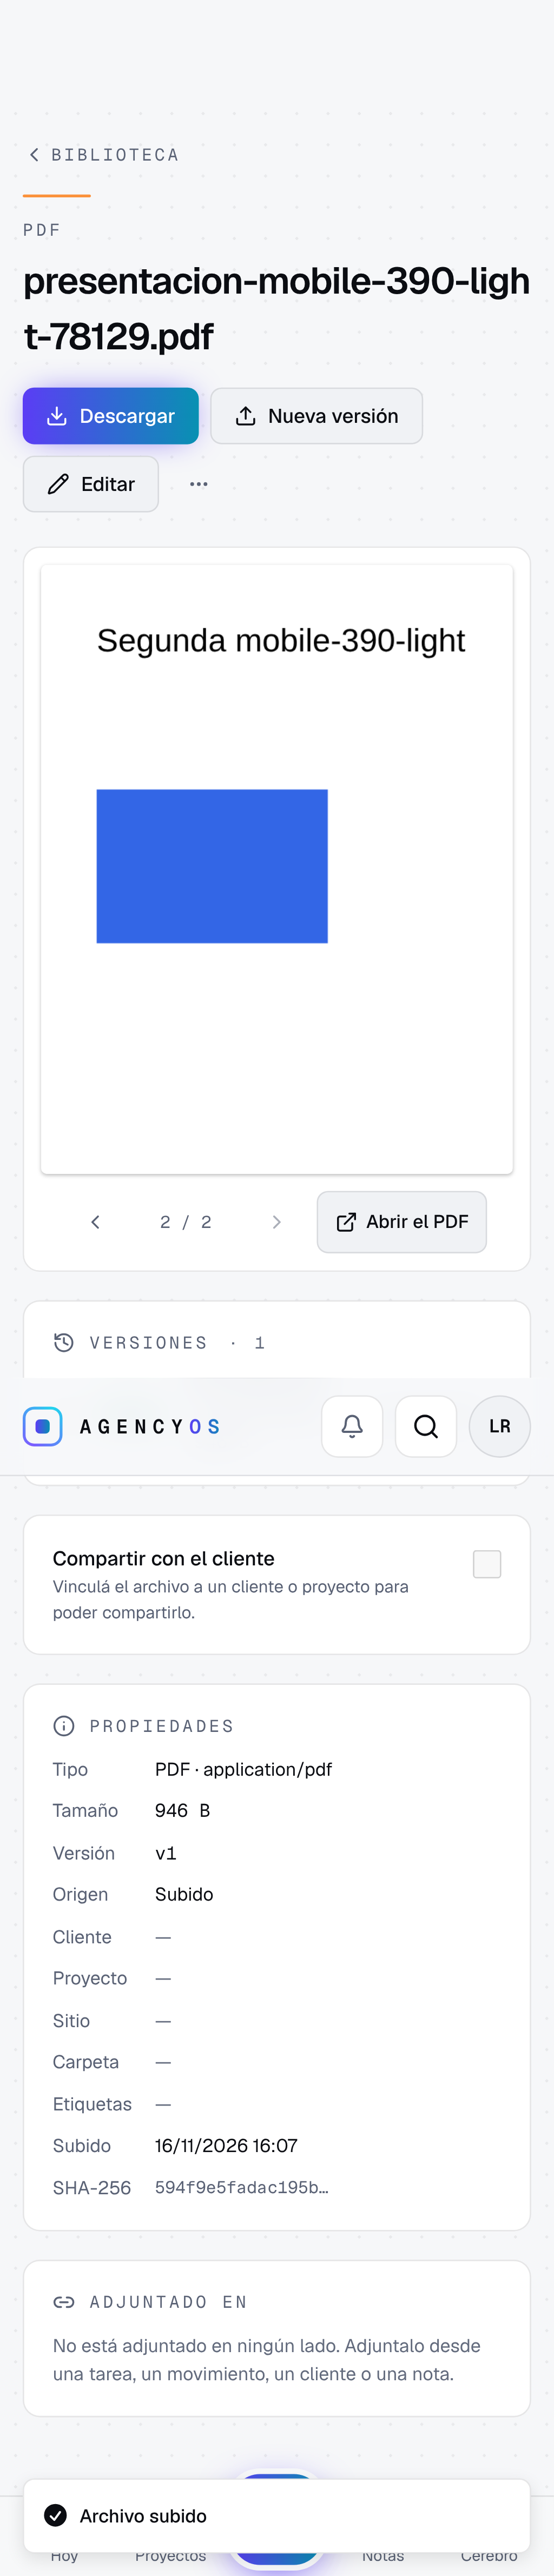 BIBLIOTECA
PDF
presentacion-mobile-390-ligh
t-78129.pdf
Descargar
Nueva versión
Editar
Segunda mobile-390-light
2 / 2
Abrir el PDF
VERSIONES · 1
AGENCYOS
LR
Compartir con el cliente
Vinculá el archivo a un cliente o proyecto para
poder compartirlo.
PROPIEDADES
Tipo PDF · application/pdf
Tamaño 946 B
Versión v1
Origen Subido
Cliente —
Proyecto —
Sitio —
Carpeta —
Etiquetas —
Subido 16/11/2026 16:07
SHA-256 594f9e5fadac195b…
ADJUNTADO EN
No está adjuntado en ningún lado. Adjuntalo desde
una tarea, un movimiento, un cliente o una nota.
Archivo subido
Hoy Proyectos Notas Cerebro